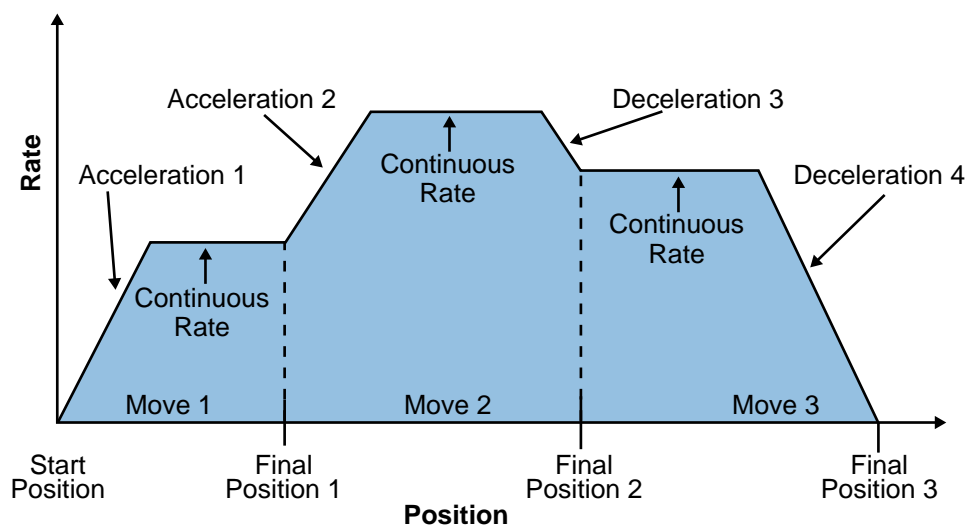 Rate
Acceleration 1
Acceleration 2
Deceleration 3
Deceleration 4
Continuous
Rate
Continuous
Rate
Continuous
Rate
Move 1
Move 2
Move 3
Start
Position
Final
Position 1
Final
Position 2
Final
Position 3
Position